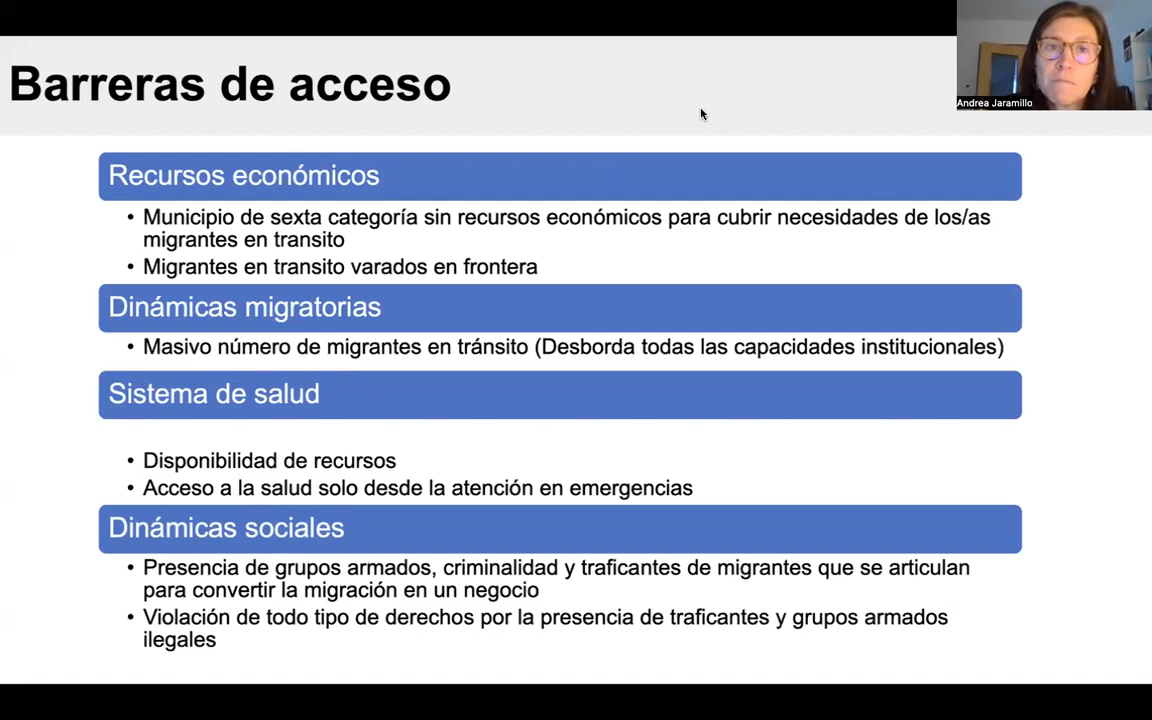 Barreras de acceso
Andrea Jaramillo
Recursos económicos
• Municipio de sexta categoría sin recursos económicos para cubrir necesidades de los/as
migrantes en transito
• Migrantes en transito varados en frontera
Dinámicas migratorias
• Masivo número de migrantes en tránsito (Desborda todas las capacidades institucionales)
Sistema de salud
• Disponibilidad de recursos
• Acceso a la salud solo desde la atención en emergencias
Dinámicas sociales
• Presencia de grupos armados, criminalidad y traficantes de migrantes que se articulan
para convertir la migración en un negocio
• Violación de todo tipo de derechos por la presencia de traficantes y grupos armados
ilegales